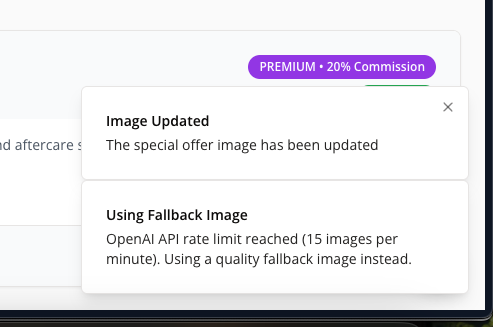 PREMIUM • 20% Commission
Image Updated
nd aftercare s
The special offer image has been updated
Using Fallback Image
OpenAI API rate limit reached (15 images per
minute). Using a quality fallback image instead.